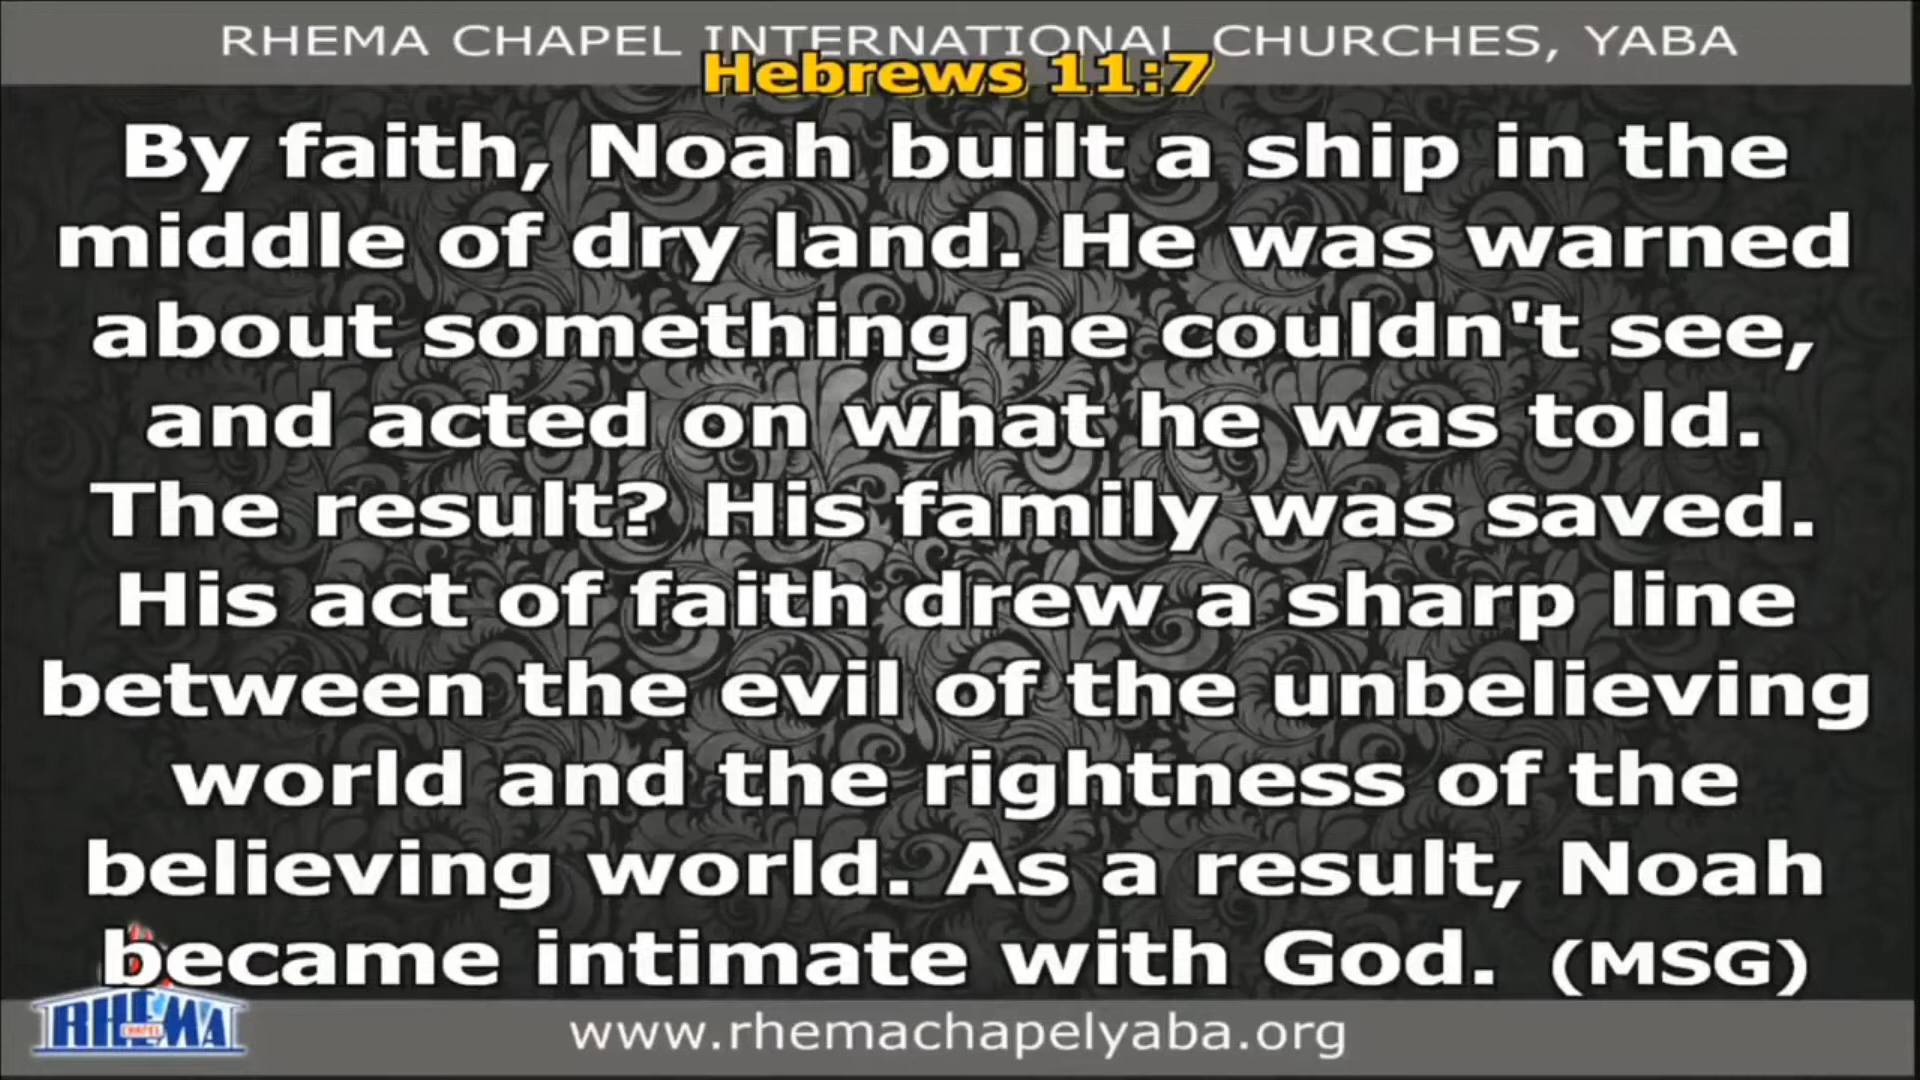 RHEMA CHAPEL INTERNATIONAL CHURCHES, YABA
Hebrews 11:7
By faith, Noah built a ship in the
middle of dry land. He was warned
about something he couldn't see,
and acted on what he was told.
The result? His family was saved.
His act of faith drew a sharp line
between the evil of the unbelieving
world and the rightness of the
believing world. As a result, Noah
became intimate with God. (MSG)
RHEMA
CHAPEL
www.rhemachapelyaba.org